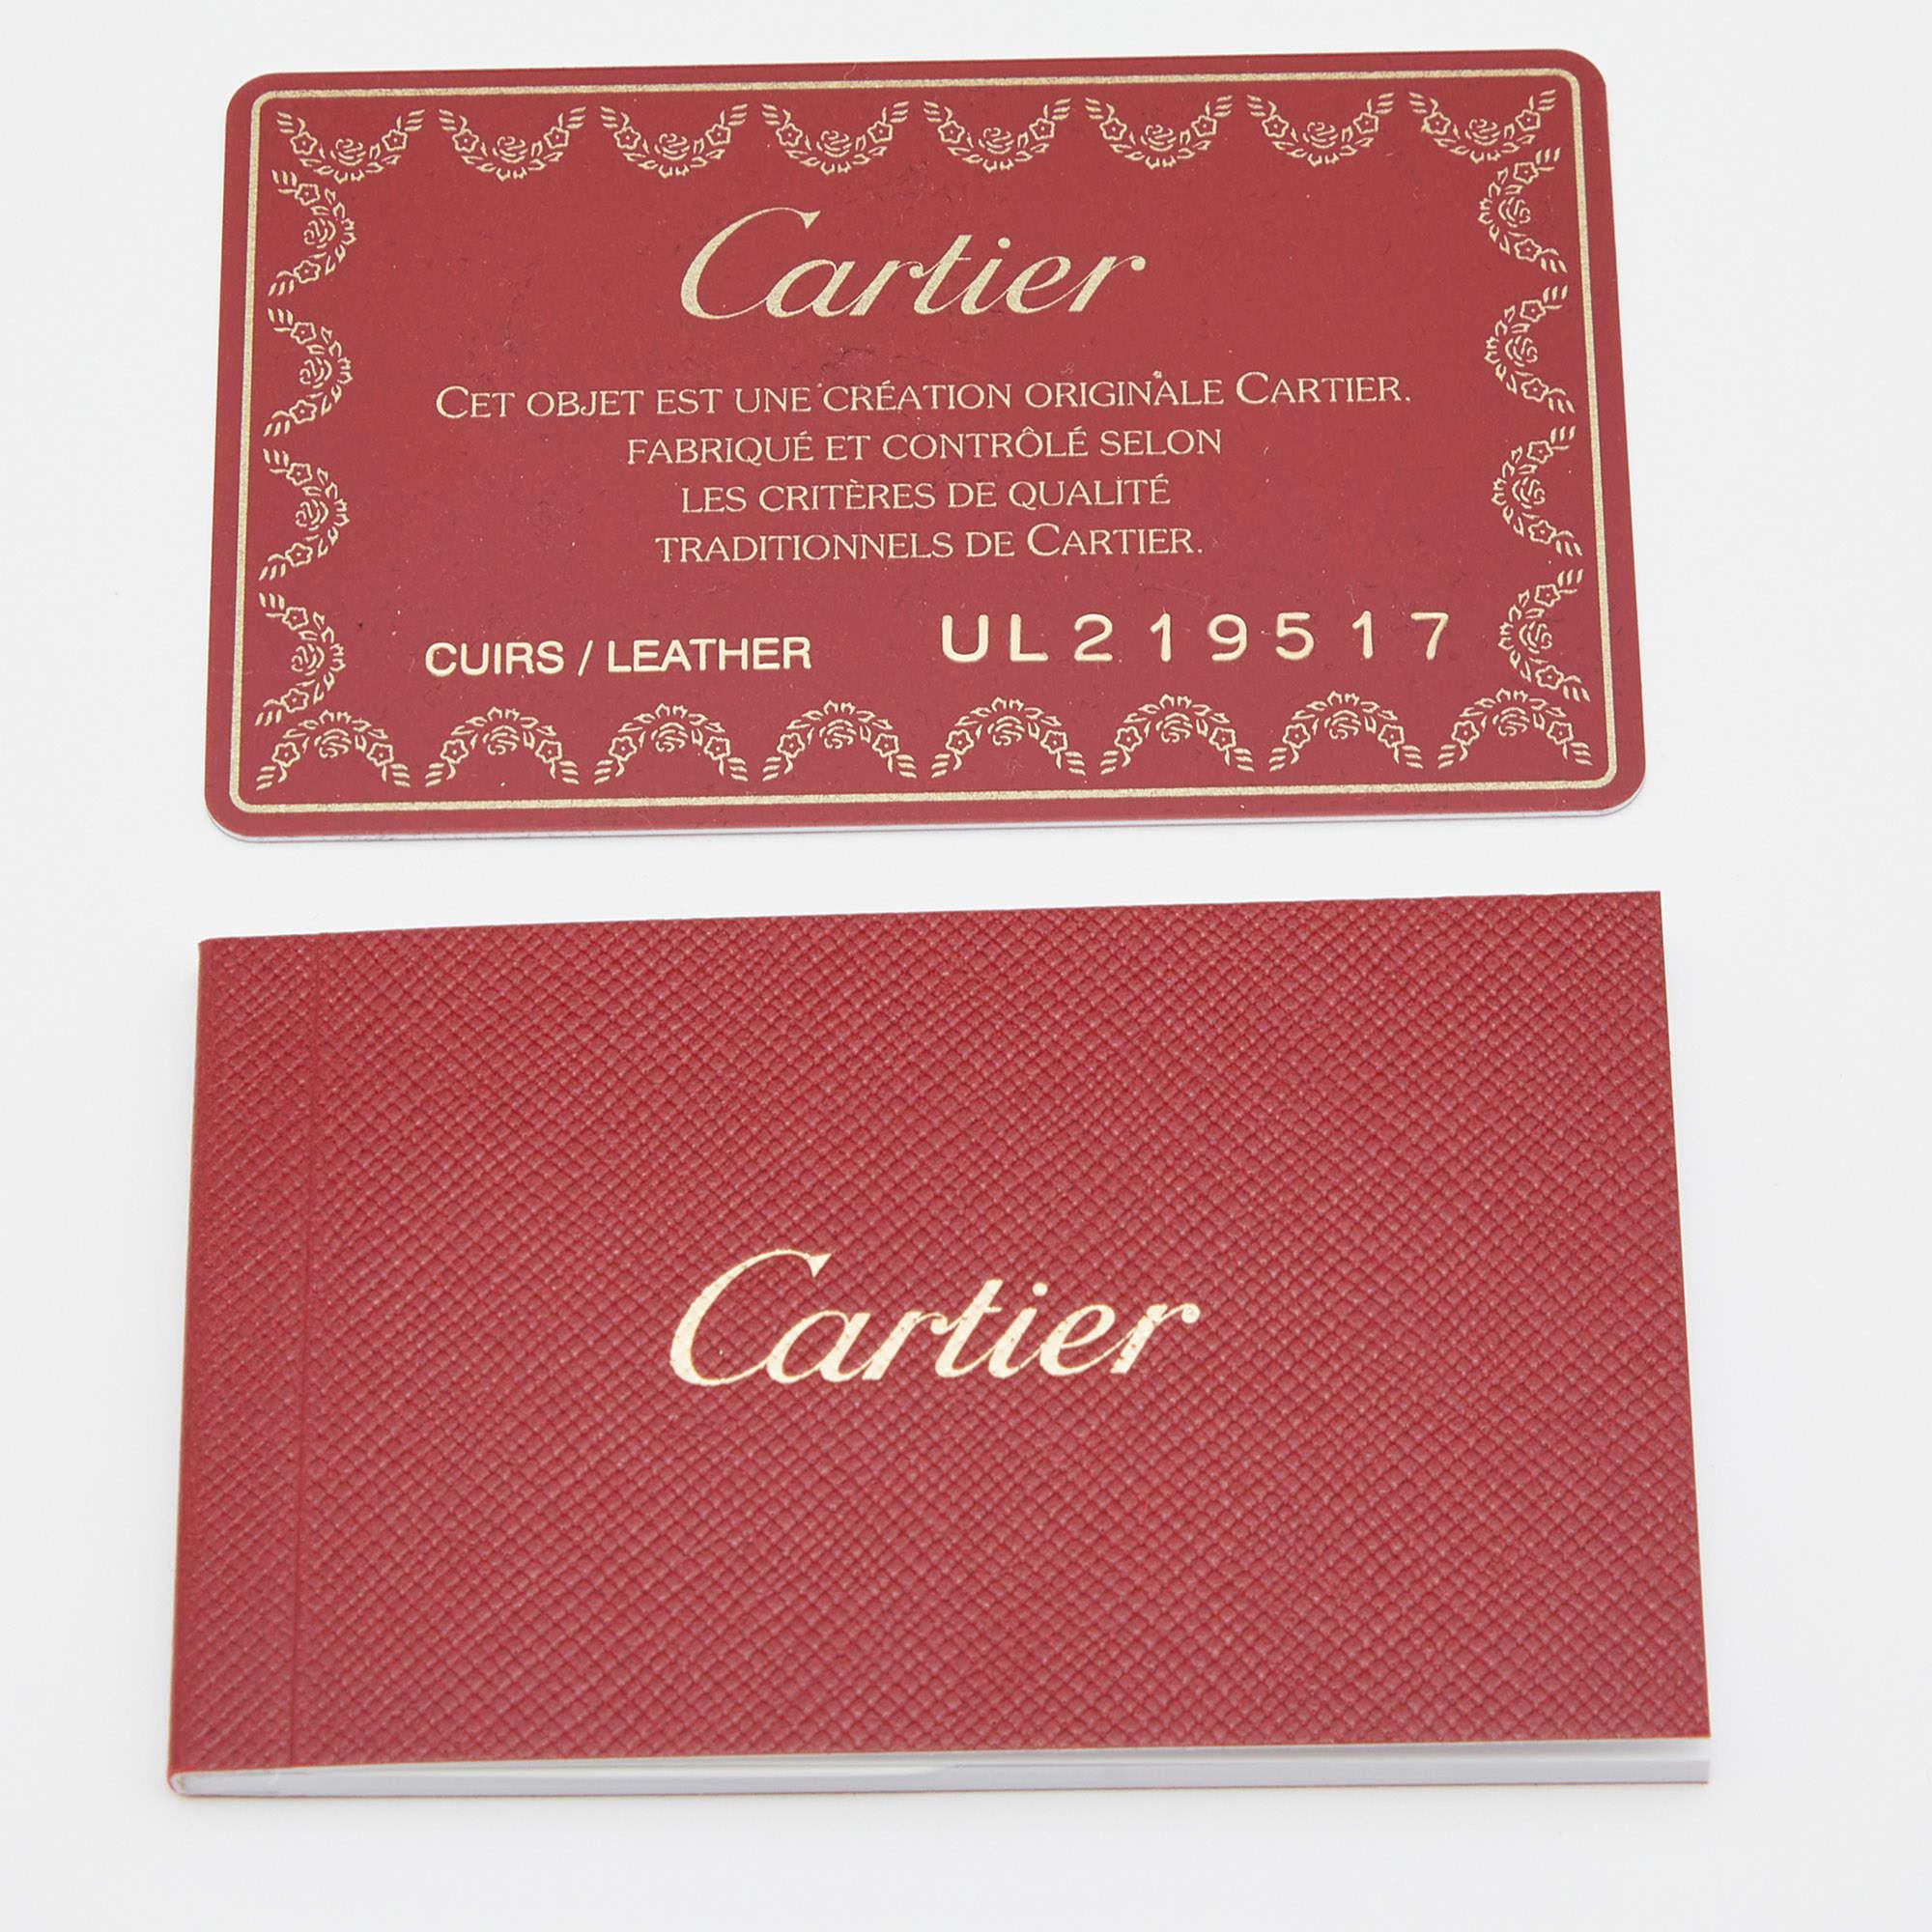 Cartier
CET OBJET EST UNE CRÉATION ORIGINALE CARTIER.
FABRIQUÉ ET CONTRÔLÉ SELON
LES CRITÈRES DE QUALITÉ
TRADITIONNELS DE CARTIER.
CUIRS / LEATHER UL219517
Cartier